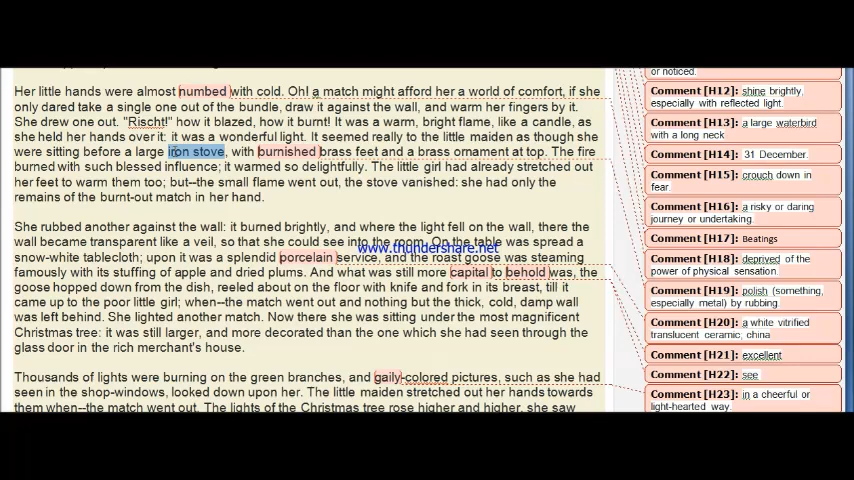 Her little hands were almost numbed with cold. Oh! a match might afford her a world of comfort, if she
only dared take a single one out of the bundle, draw it against the wall, and warm her fingers by it.
She drew one out. "Rischt!" how it blazed, how it burnt! It was a warm, bright flame, like a candle, as
she held her hands over it: it was a wonderful light. It seemed really to the little maiden as though she
were sitting before a large iron stove, with burnished brass feet and a brass ornament at top. The fire
burned with such blessed influence; it warmed so delightfully. The little girl had already stretched out
her feet to warm them too; but--the small flame went out, the stove vanished: she had only the
remains of the burnt-out match in her hand.
She rubbed another against the wall: it burned brightly, and where the light fell on the wall, there the
wall became transparent like a veil, so that she could see into the room. On the table was spread a
www.thundershare.net
snow-white tablecloth; upon it was a splendid porcelain service, and the roast goose was steaming
famously with its stuffing of apple and dried plums. And what was still more capital to behold was, the
goose hopped down from the dish, reeled about on the floor with knife and fork in its breast, till it
came up to the poor little girl; when--the match went out and nothing but the thick, cold, damp wall
was left behind. She lighted another match. Now there she was sitting under the most magnificent
Christmas tree: it was still larger, and more decorated than the one which she had seen through the
glass door in the rich merchant's house.
Thousands of lights were burning on the green branches, and gaily-colored pictures, such as she had
seen in the shop-windows, looked down upon her. The little maiden stretched out her hands towards
them when--the match went out. The lights of the Christmas tree rose higher and higher, she saw
or noticed.
Comment [H12]: shine brightly,
especially with reflected light.
Comment [H13]: a large waterbird
with a long neck
Comment [H14]: 31 December.
Comment [H15]: crouch down in
fear.
Comment [H16]: a risky or daring
journey or undertaking.
Comment [H17]: Beatings
Comment [H18]: deprived of the
power of physical sensation.
Comment [H19]: polish (something,
especially metal) by rubbing.
Comment [H20]: a white vitrified
translucent ceramic; china
Comment [H21]: excellent
Comment [H22]: see
Comment [H23]: in a cheerful or
light-hearted way.